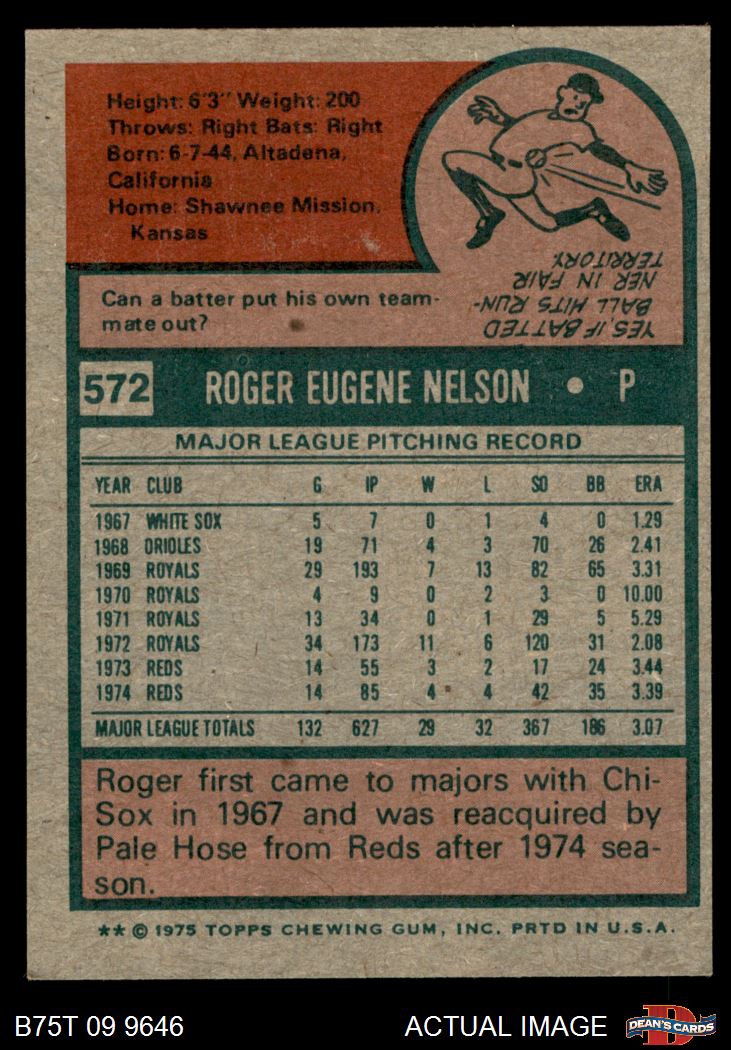 Height: 6'3" Weight: 200
Throws: Right Bats: Right
Born: 6-7-44, Altadena,
California
Home: Shawnee Mission,
Kansas
Can a batter put his own team-
mate out?
YES, IF BATTED
BALL HITS RUN-
NER IN FAIR
TERRITORY.
572 ROGER EUGENE NELSON • P
MAJOR LEAGUE PITCHING RECORD
YEAR CLUB G IP W L SO BB ERA
1967 WHITE SOX 5 7 0 1 4 0 1.29
1968 ORIOLES 19 71 4 3 70 26 2.41
1969 ROYALS 29 193 7 13 82 65 3.31
1970 ROYALS 4 9 0 2 3 0 10.00
1971 ROYALS 13 34 0 1 29 5 5.29
1972 ROYALS 34 173 11 6 120 31 2.08
1973 REDS 14 55 3 2 17 24 3.44
1974 REDS 14 85 4 4 42 35 3.39
MAJOR LEAGUE TOTALS 132 627 29 32 367 186 3.07
Roger first came to majors with Chi-
Sox in 1967 and was reacquired by
Pale Hose from Reds after 1974 sea-
son.
** © 1975 TOPPS CHEWING GUM, INC. PRTD IN U.S.A.
B75T 09 9646 ACTUAL IMAGE D DEAN'S CARDS